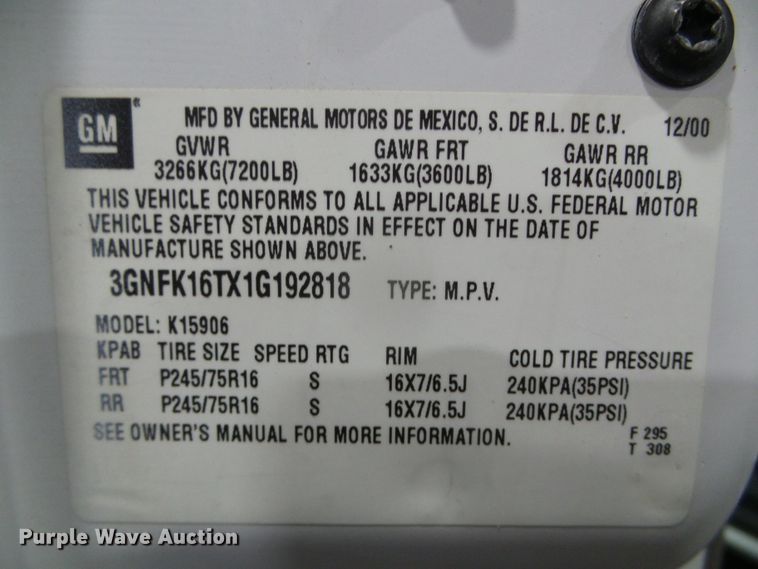 GM ® MFD BY GENERAL MOTORS DE MEXICO, S. DE R.L. DE C.V. 12/00
GVWR GAWR FRT GAWR RR
3266KG(7200LB) 1633KG(3600LB) 1814KG(4000LB)
THIS VEHICLE CONFORMS TO ALL APPLICABLE U.S. FEDERAL MOTOR
VEHICLE SAFETY STANDARDS IN EFFECT ON THE DATE OF
MANUFACTURE SHOWN ABOVE.
3GNFK16TX1G192818 TYPE: M.P.V.
MODEL: K15906
KPAB TIRE SIZE SPEED RTG RIM COLD TIRE PRESSURE
FRT P245/75R16 S 16X7/6.5J 240KPA(35PSI)
RR P245/75R16 S 16X7/6.5J 240KPA(35PSI)
SEE OWNER'S MANUAL FOR MORE INFORMATION.
F 295
T 308
Purple Wave Auction